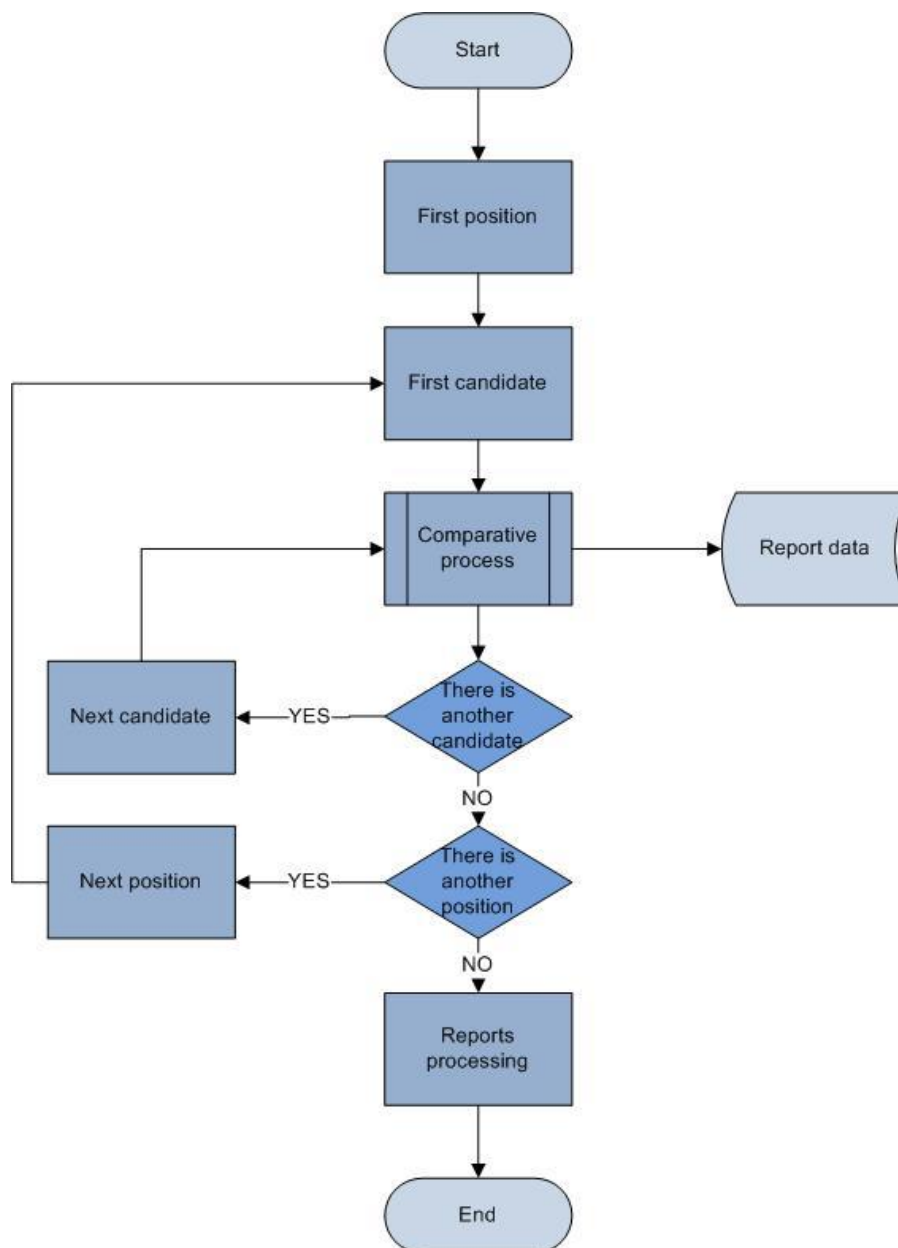 Start
First position
First candidate
Comparative
process
Report data
There is
another
candidate
YES
Next candidate
NO
There is
another
position
YES
Next position
NO
Reports
processing
End